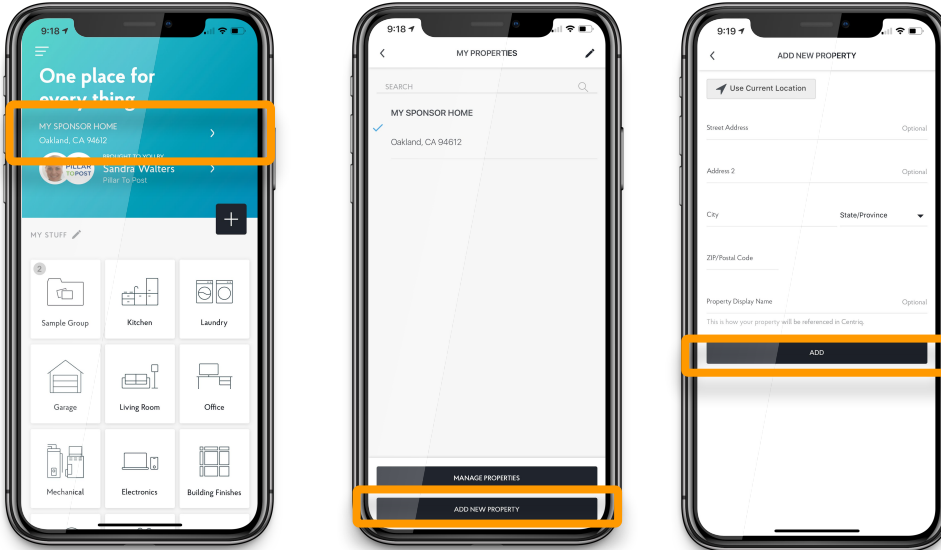 9:18
One place for
every thing
MY SPONSOR HOME
Oakland, CA 94612
BROUGHT TO YOU BY
PILLAR
TOPOST
Sandra Walters
Pillar To Post
MY STUFF
2
Sample Group
Kitchen
Laundry
Garage
Living Room
Office
Mechanical
Electronics
Building Finishes
9:18
MY PROPERTIES
SEARCH
MY SPONSOR HOME
Oakland, CA 94612
MANAGE PROPERTIES
ADD NEW PROPERTY
9:19
ADD NEW PROPERTY
Use Current Location
Street Address Optional
Address 2 Optional
City State/Province
ZIP/Postal Code
Property Display Name Optional
This is how your property will be referenced in Centriq.
ADD